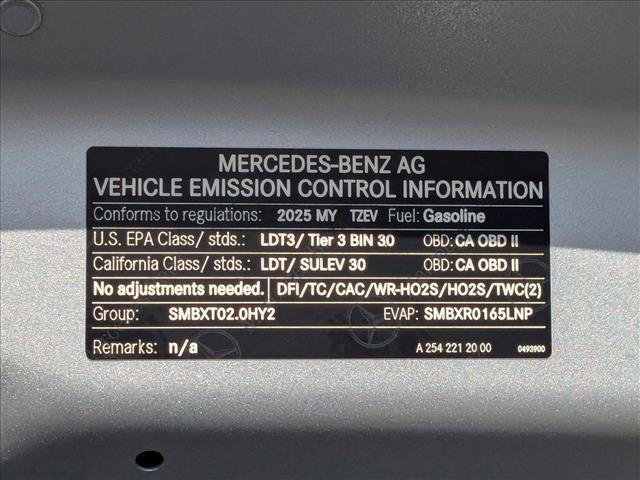 MERCEDES-BENZ AG
VEHICLE EMISSION CONTROL INFORMATION
Conforms to regulations: 2025 MY TZEV Fuel: Gasoline
U.S. EPA Class/ stds.: LDT3/ Tier 3 BIN 30 OBD: CA OBD II
California Class/ stds.: LDT/ SULEV 30 OBD: CA OBD II
No adjustments needed. DFI/TC/CAC/WR-HO2S/HO2S/TWC(2)
Group: SMBXT02.0HY2 EVAP: SMBXR0165LNP
Remarks: n/a A 254 221 20 00 0493900